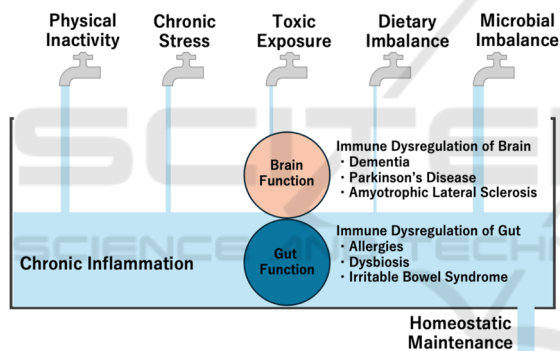 Physical
Inactivity
Chronic
Stress
Toxic
Exposure
Dietary
Imbalance
Microbial
Imbalance
Brain
Function
Immune Dysregulation of Brain
・Dementia
・Parkinson's Disease
・Amyotrophic Lateral Sclerosis
Chronic Inflammation
Gut
Function
Immune Dysregulation of Gut
・Allergies
・Dysbiosis
・Irritable Bowel Syndrome
Homeostatic
Maintenance